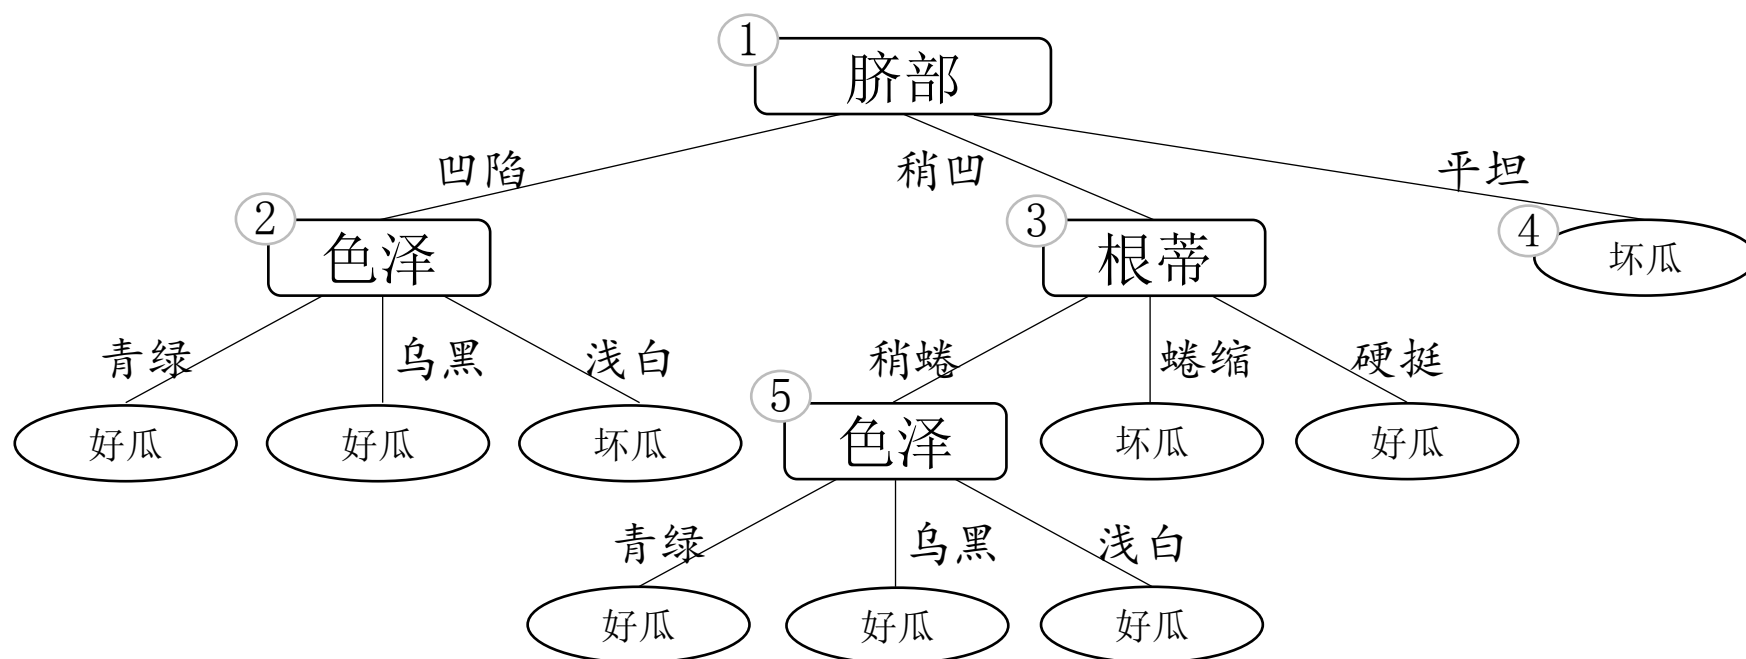 1
脐部
凹陷 稍凹 平坦
2 3 4
色泽 根蒂 坏瓜
青绿 乌黑 浅白 稍蜷 蜷缩 硬挺
5
好瓜 好瓜 坏瓜 色泽 坏瓜 好瓜
青绿 乌黑 浅白
好瓜 好瓜 好瓜